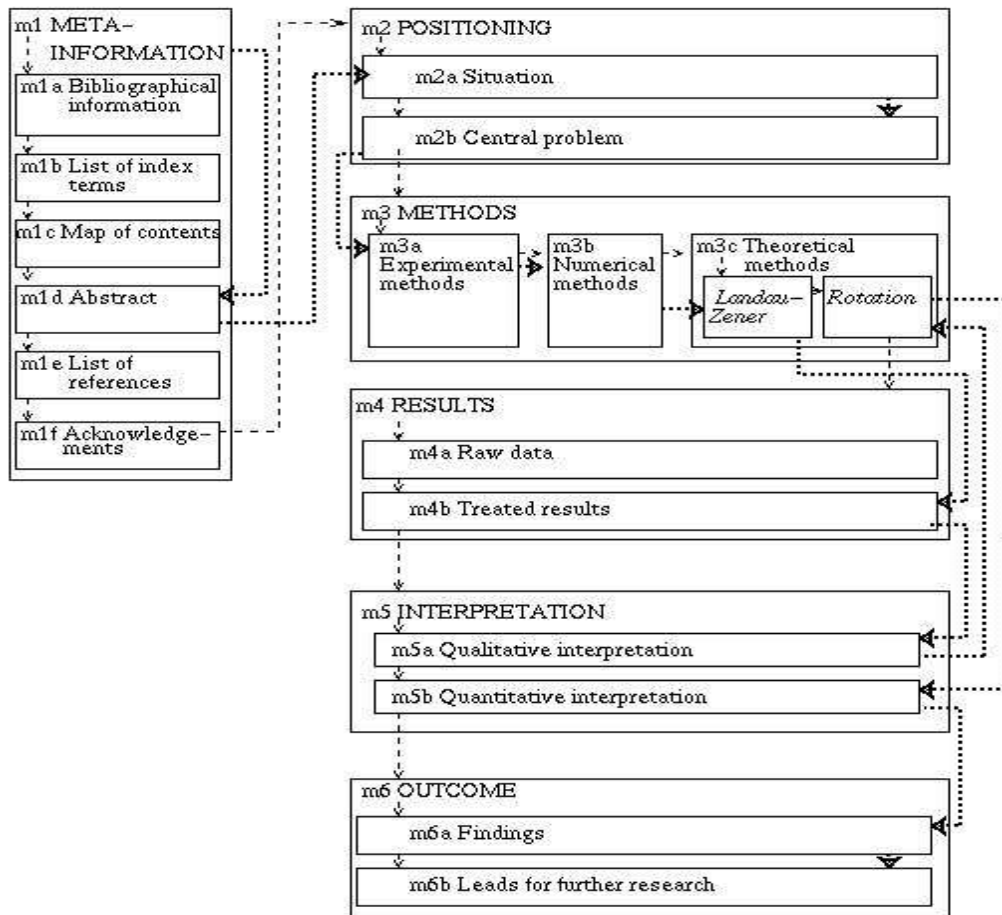 m1 META-
INFORMATION
m1a Bibliographical
information
m1b List of index
terms
m1c Map of contents
m1d Abstract
m1e List of
references
m1f Acknowledge-
ments
m2 POSITIONING
m2a Situation
m2b Central problem
m3 METHODS
m3a
Experimental
methods
m3b
Numerical
methods
m3c Theoretical
methods
Landau-
Zener
Rotation
m4 RESULTS
m4a Raw data
m4b Treated results
m5 INTERPRETATION
m5a Qualitative interpretation
m5b Quantitative interpretation
m6 OUTCOME
m6a Findings
m6b Leads for further research